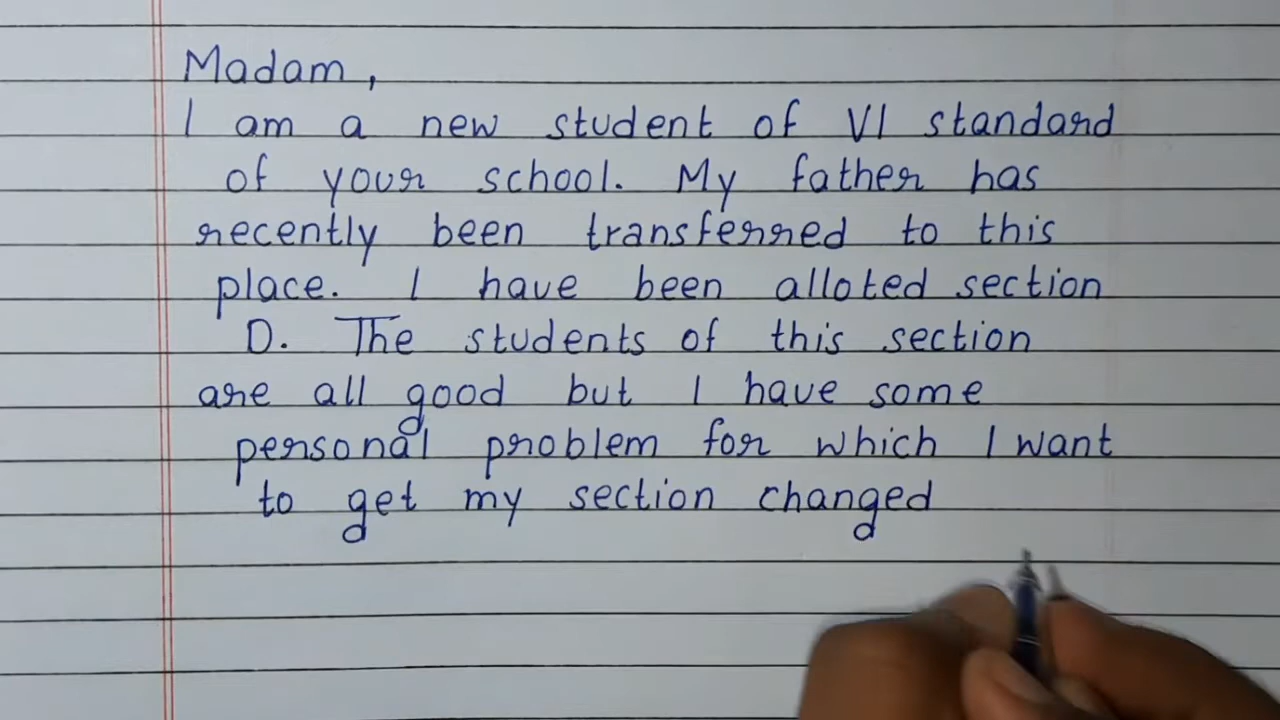 Madam,
I am a new student of VI standard
of your school. My father has
recently been transferred to this
place. I have been alloted section
D. The students of this section
are all good but I have some
personal problem for which I want
to get my section changed